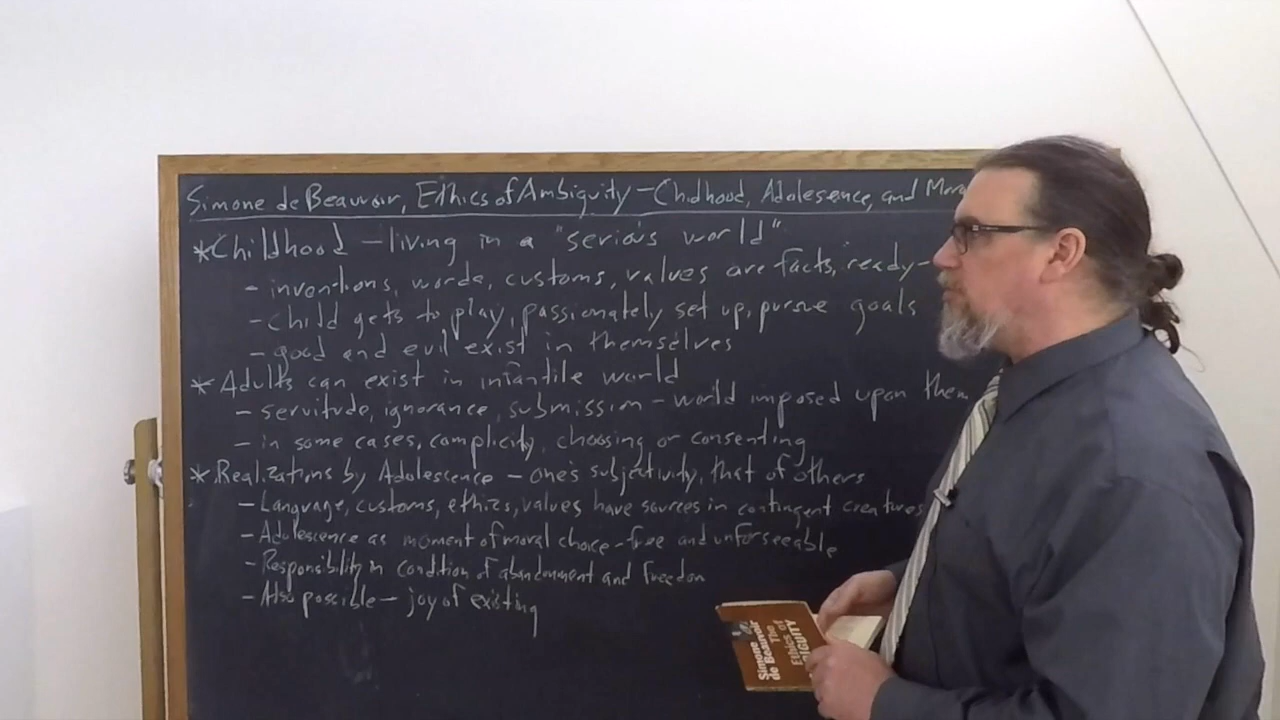 Simone de Beauvoir, Ethics of Ambiguity - Childhood, Adolesence, and
*Childhood - living in a "serious world"
- inventions, words, customs, values are facts, ready-
- Child gets to play, passionately set up, pursue goals
- good and evil exist in themselves
* Adults can exist in infantile world
- servitude, ignorance, submission - world imposed upon them
- in some cases, complicity, choosing or consenting
* Realizations by Adolescence - one's subjectivity, that of others
- Language, customs, ethics, values have sources in contingent creatures
- Adolescence as moment of moral choice - free and unforseeable
- Responsibility in condition of abandonment and freedom
- Also possible - joy of existing
Simone
de Beauvoir
The
Ethics of